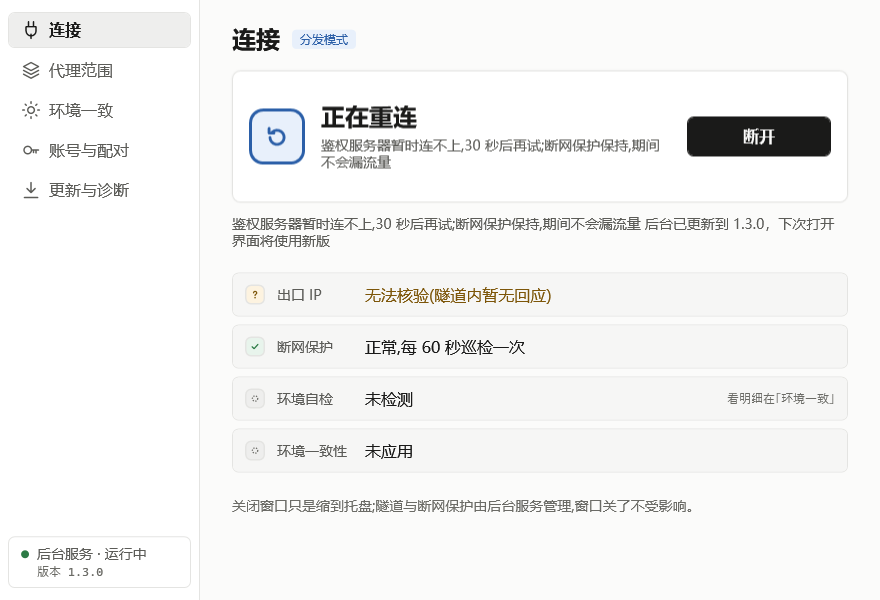 连接
代理范围
环境一致
账号与配对
更新与诊断
后台服务 · 运行中
版本 1.3.0
连接 分发模式
正在重连
鉴权服务器暂时连不上,30 秒后再试;断网保护保持,期间
不会漏流量
断开
鉴权服务器暂时连不上,30 秒后再试;断网保护保持,期间不会漏流量 后台已更新到 1.3.0，下次打开
界面将使用新版
? 出口 IP 无法核验(隧道内暂无回应)
断网保护 正常,每 60 秒巡检一次
环境自检 未检测 看明细在「环境一致」
环境一致性 未应用
关闭窗口只是缩到托盘;隧道与断网保护由后台服务管理,窗口关了不受影响。